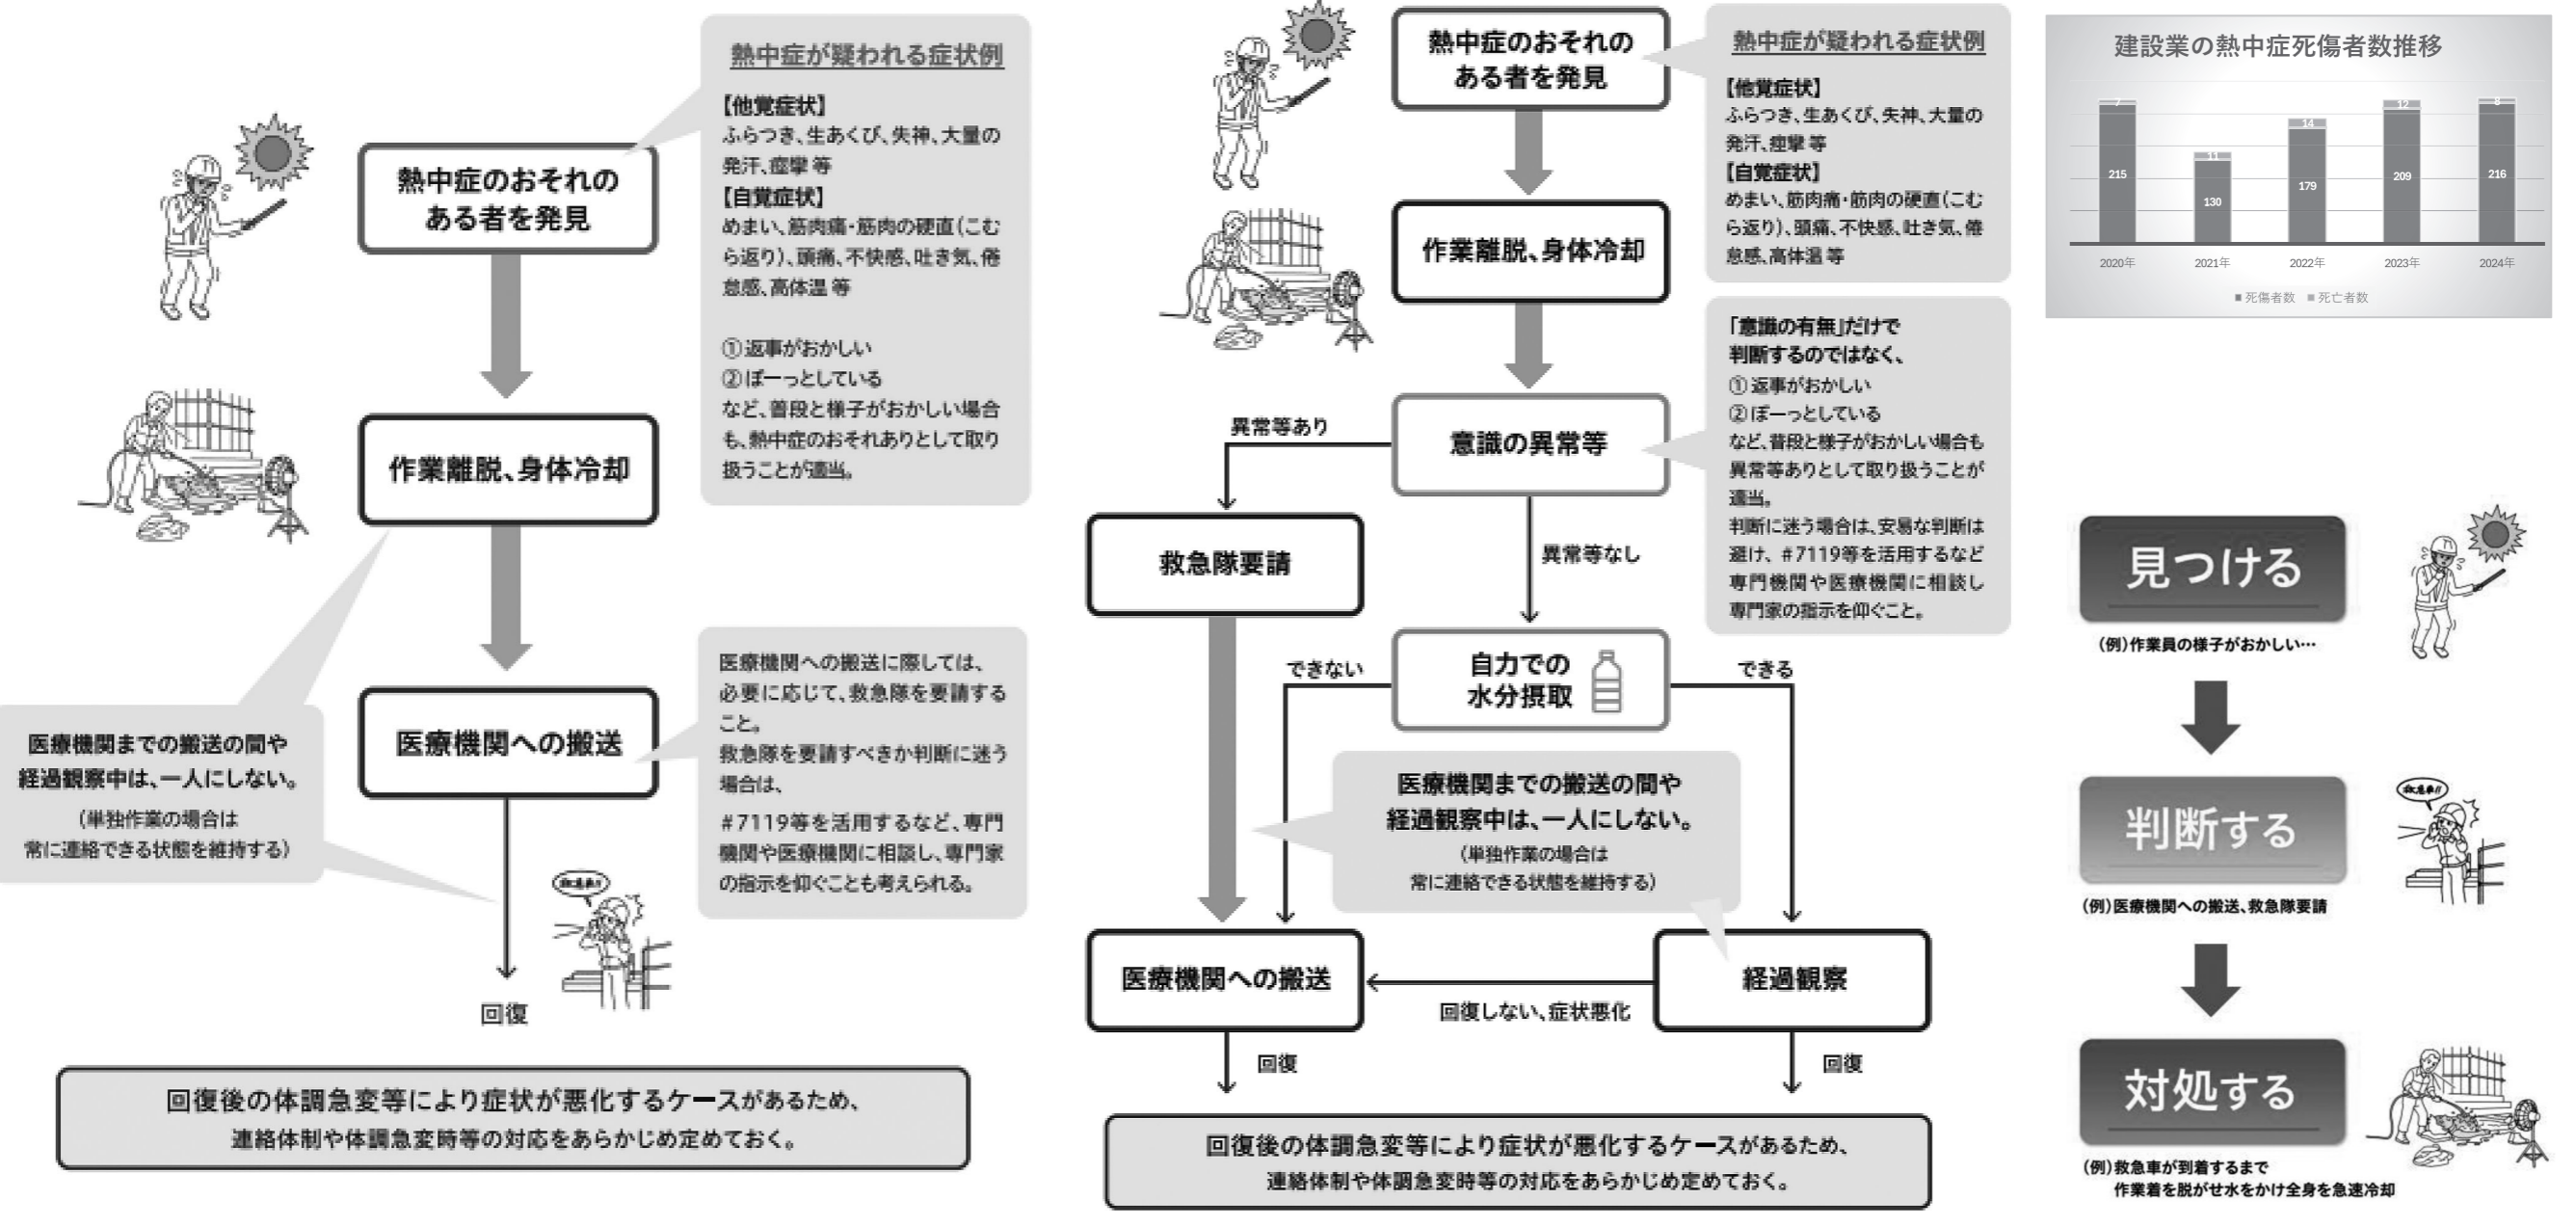 熱中症が疑われる症状例
【他覚症状】
ふらつき、生あくび、失神、大量の
発汗、痙攣 等
【自覚症状】
めまい、筋肉痛・筋肉の硬直(こむ
ら返り)、頭痛、不快感、吐き気、倦
怠感、高体温 等
①返事がおかしい
②ぼーっとしている
など、普段と様子がおかしい場合
も、熱中症のおそれありとして取り
扱うことが適当。
熱中症のおそれの
ある者を発見
作業離脱、身体冷却
医療機関への搬送
医療機関までの搬送の間や
経過観察中は、一人にしない。
(単独作業の場合は
常に連絡できる状態を維持する)
医療機関への搬送に際しては、
必要に応じて、救急隊を要請する
こと。
救急隊を要請すべきか判断に迷う
場合は、
#7119等を活用するなど、専門
機関や医療機関に相談し、専門家
の指示を仰ぐことも考えられる。
救急車!!
回復
回復後の体調急変等により症状が悪化するケースがあるため、
連絡体制や体調急変時等の対応をあらかじめ定めておく。
熱中症のおそれの
ある者を発見
熱中症が疑われる症状例
【他覚症状】
ふらつき、生あくび、失神、大量の
発汗、痙攣 等
【自覚症状】
めまい、筋肉痛・筋肉の硬直(こむ
ら返り)、頭痛、不快感、吐き気、倦
怠感、高体温 等
作業離脱、身体冷却
「意識の有無」だけで
判断するのではなく、
① 返事がおかしい
② ぼーっとしている
など、普段と様子がおかしい場合も
異常等ありとして取り扱うことが
適当。
判断に迷う場合は、安易な判断は
避け、#7119等を活用するなど
専門機関や医療機関に相談し
専門家の指示を仰ぐこと。
異常等あり
意識の異常等
救急隊要請
異常等なし
できない
自力での
水分摂取
できる
医療機関までの搬送の間や
経過観察中は、一人にしない。
(単独作業の場合は
常に連絡できる状態を維持する)
医療機関への搬送
経過観察
回復しない、症状悪化
回復
回復
回復後の体調急変等により症状が悪化するケースがあるため、
連絡体制や体調急変時等の対応をあらかじめ定めておく。
建設業の熱中症死傷者数推移
7
11
14
12
8
215
130
179
209
216
2020年
2021年
2022年
2023年
2024年
■死傷者数 ■死亡者数
見つける
(例)作業員の様子がおかしい…
判断する
救急車!!
(例)医療機関への搬送、救急隊要請
対処する
(例)救急車が到着するまで
作業着を脱がせ水をかけ全身を急速冷却